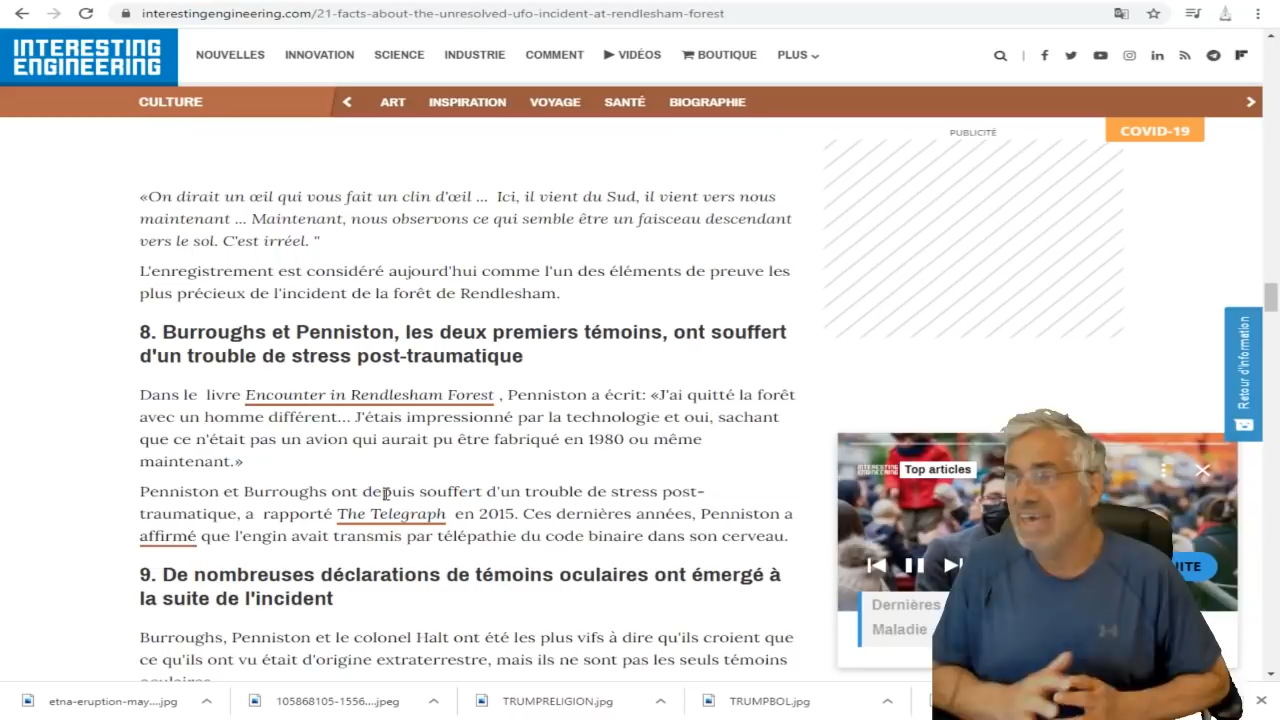 interestingengineering.com/21-facts-about-the-unresolved-ufo-incident-at-rendlesham-forest
INTERESTING
ENGINEERING
NOUVELLES INNOVATION SCIENCE INDUSTRIE COMMENT VIDÉOS BOUTIQUE PLUS
CULTURE ART INSPIRATION VOYAGE SANTÉ BIOGRAPHIE
PUBLICITÉ
COVID-19
«On dirait un œil qui vous fait un clin d'œil ... Ici, il vient du Sud, il vient vers nous
maintenant ... Maintenant, nous observons ce qui semble être un faisceau descendant
vers le sol. C'est irréel. "
L'enregistrement est considéré aujourd'hui comme l'un des éléments de preuve les
plus précieux de l'incident de la forêt de Rendlesham.
8. Burroughs et Penniston, les deux premiers témoins, ont souffert
d'un trouble de stress post-traumatique
Dans le livre Encounter in Rendlesham Forest , Penniston a écrit: «J'ai quitté la forêt
avec un homme différent... J'étais impressionné par la technologie et oui, sachant
que ce n'était pas un avion qui aurait pu être fabriqué en 1980 ou même
maintenant.»
Penniston et Burroughs ont depuis souffert d'un trouble de stress post-
traumatique, a rapporté The Telegraph en 2015. Ces dernières années, Penniston a
affirmé que l'engin avait transmis par télépathie du code binaire dans son cerveau.
9. De nombreuses déclarations de témoins oculaires ont émergé à
la suite de l'incident
Burroughs, Penniston et le colonel Halt ont été les plus vifs à dire qu'ils croient que
ce qu'ils ont vu était d'origine extraterrestre, mais ils ne sont pas les seuls témoins
oculaires
Retour d'information
INTERESTING
ENGINEERING
Top articles
UITE
Dernières
Maladie
etna-eruption-may....jpg 105868105-1556....jpeg TRUMPRELIGION.jpg TRUMPBOL.jpg